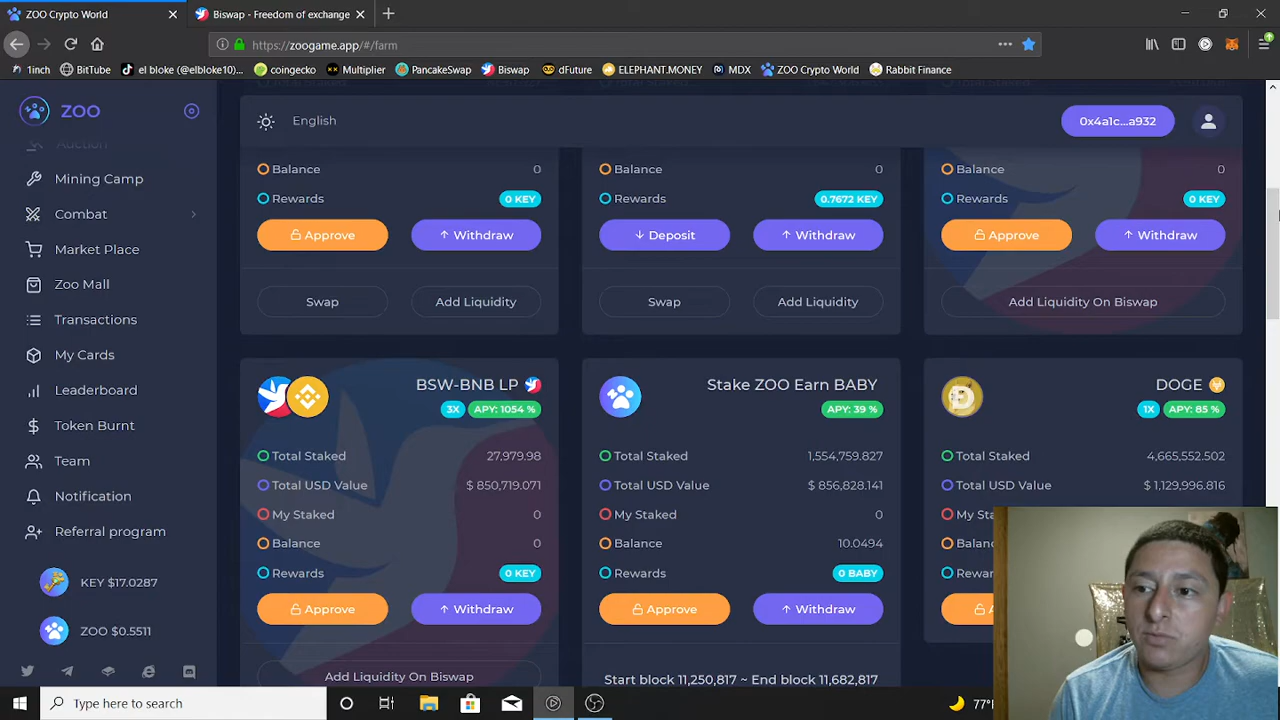 ZOO Crypto World
Biswap - Freedom of exchange
https://zoogame.app/#/farm
1inch
BitTube
el bloke (@elbloke10)...
coingecko
Multiplier
PancakeSwap
Biswap
dFuture
ELEPHANT.MONEY
MDX
ZOO Crypto World
Rabbit Finance
ZOO
English
0x4a1c...a932
Auction
Mining Camp
Combat
Market Place
Zoo Mall
Transactions
My Cards
Leaderboard
Token Burnt
Team
Notification
Referral program
KEY $17.0287
ZOO $0.5511
Balance 0
Rewards 0 KEY
Approve Withdraw
Swap Add Liquidity
Balance 0
Rewards 0.7672 KEY
Deposit Withdraw
Swap Add Liquidity
Balance 0
Rewards 0 KEY
Approve Withdraw
Add Liquidity On Biswap
BSW-BNB LP
3X APY: 1054 %
Total Staked 27,979.98
Total USD Value $ 850,719.071
My Staked 0
Balance 0
Rewards 0 KEY
Approve Withdraw
Add Liquidity On Biswap
Stake ZOO Earn BABY
APY: 39 %
Total Staked 1,554,759.827
Total USD Value $ 856,828.141
My Staked 0
Balance 10.0494
Rewards 0 BABY
Approve Withdraw
Start block 11,250,817 ~ End block 11,682,817
DOGE
1X APY: 85 %
Total Staked 4,665,552.502
Total USD Value $ 1,129,996.816
My Sta
Balanc
Rewar
Type here to search
77°